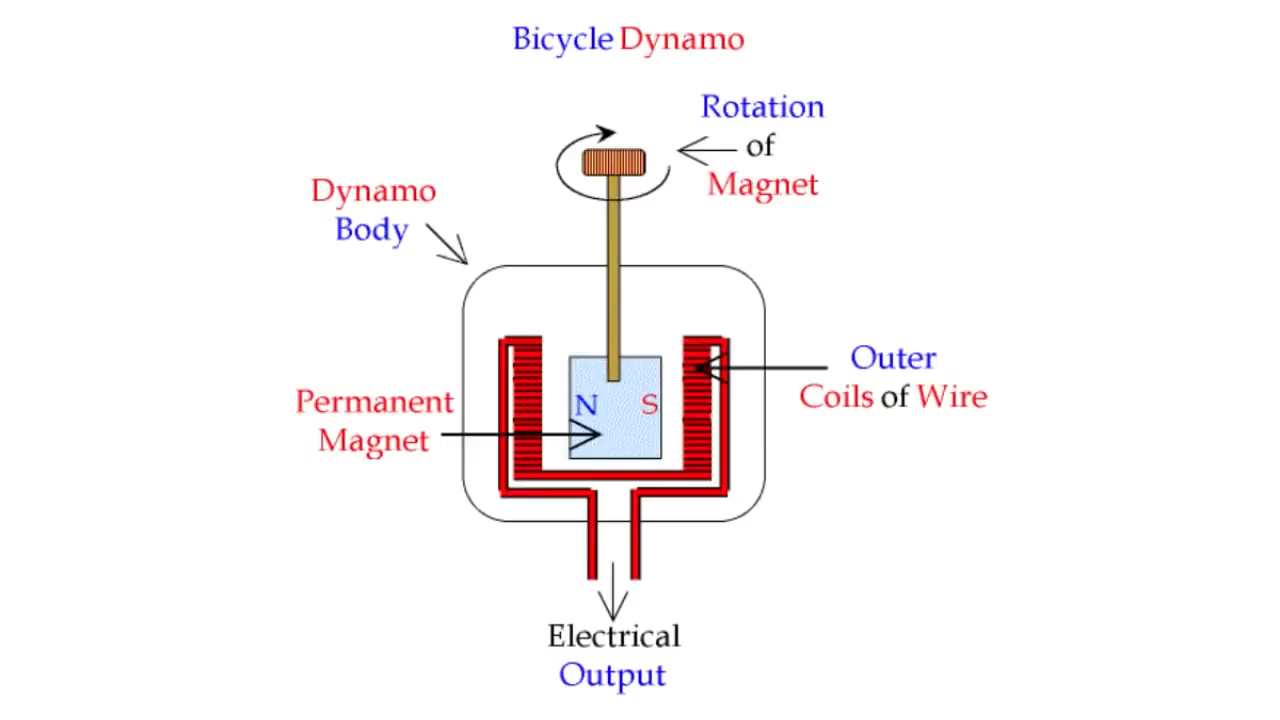 Bicycle Dynamo
Rotation
of
Magnet
Dynamo
Body
Outer
Coils of Wire
Permanent
Magnet
N
S
Electrical
Output